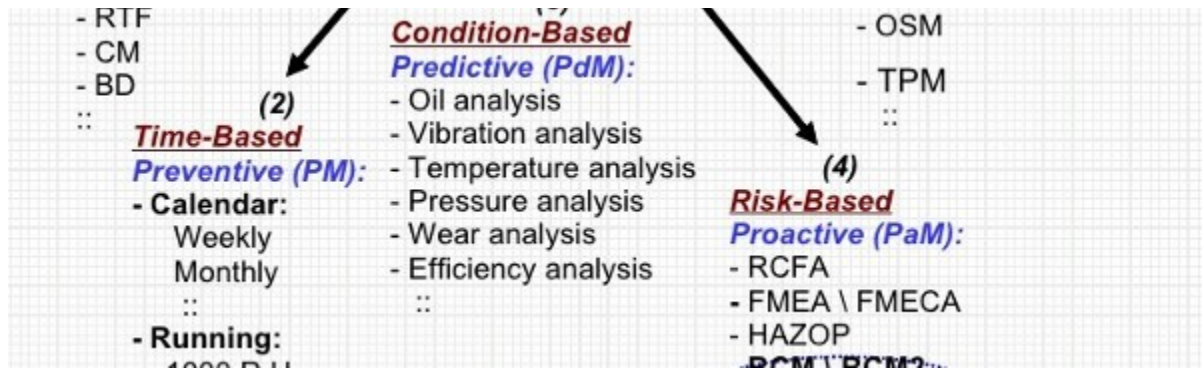 - RTF
- CM
- BD
::
(2)
Time-Based
Preventive (PM):
- Calendar:
Weekly
Monthly
::
- Running:
Condition-Based
Predictive (PdM):
- Oil analysis
- Vibration analysis
- Temperature analysis
- Pressure analysis
- Wear analysis
- Efficiency analysis
::
- OSM
- TPM
::
(4)
Risk-Based
Proactive (PaM):
- RCFA
- FMEA \ FMECA
- HAZOP
- RCM \ RCM2